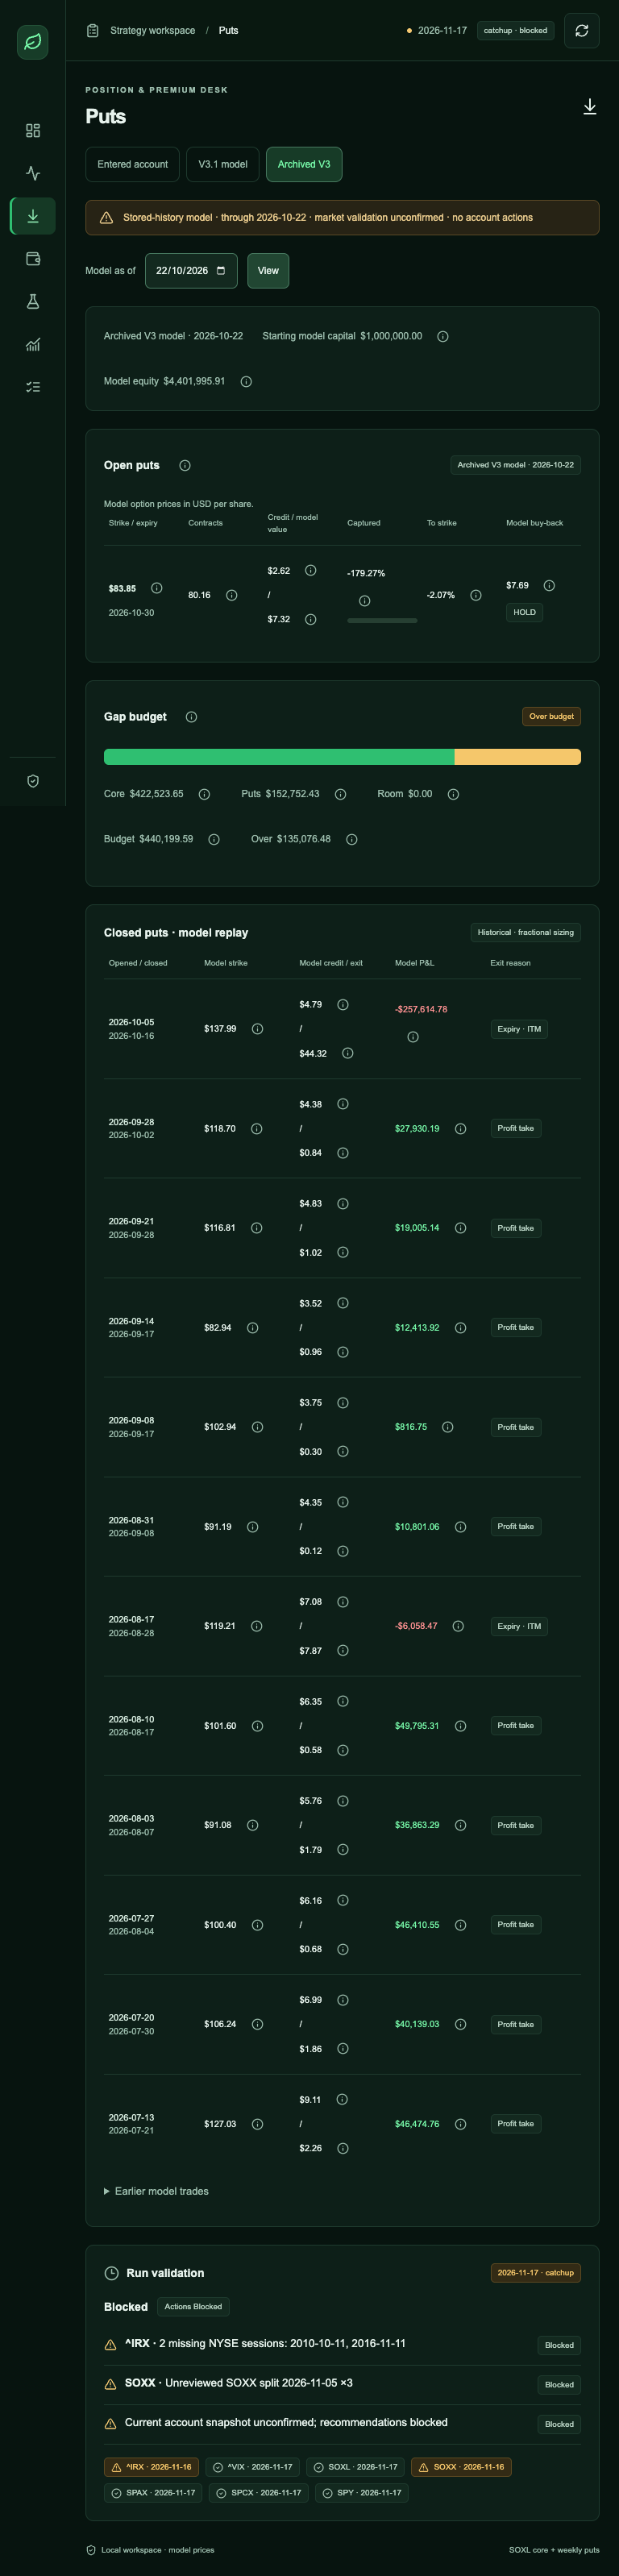 Strategy workspace / Puts
2026-11-17
catchup · blocked
POSITION & PREMIUM DESK
Puts
Entered account
V3.1 model
Archived V3
Stored-history model · through 2026-10-22 · market validation unconfirmed · no account actions
Model as of 22/10/2026 View
Archived V3 model · 2026-10-22 Starting model capital $1,000,000.00
Model equity $4,401,995.91
Open puts
Archived V3 model · 2026-10-22
Model option prices in USD per share.
Strike / expiry Contracts Credit / model value Captured To strike Model buy-back
$83.85
2026-10-30
80.16
$2.62
/
$7.32
-179.27%
-2.07%
$7.69
HOLD
Gap budget
Over budget
Core $422,523.65 Puts $152,752.43 Room $0.00
Budget $440,199.59 Over $135,076.48
Closed puts · model replay
Historical · fractional sizing
Opened / closed Model strike Model credit / exit Model P&L Exit reason
2026-10-05
2026-10-16
$137.99
$4.79
/
$44.32
-$257,614.78
Expiry · ITM
2026-09-28
2026-10-02
$118.70
$4.38
/
$0.84
$27,930.19
Profit take
2026-09-21
2026-09-28
$116.81
$4.83
/
$1.02
$19,005.14
Profit take
2026-09-14
2026-09-17
$82.94
$3.52
/
$0.96
$12,413.92
Profit take
2026-09-08
2026-09-17
$102.94
$3.75
/
$0.30
$816.75
Profit take
2026-08-31
2026-09-08
$91.19
$4.35
/
$0.12
$10,801.06
Profit take
2026-08-17
2026-08-28
$119.21
$7.08
/
$7.87
-$6,058.47
Expiry · ITM
2026-08-10
2026-08-17
$101.60
$6.35
/
$0.58
$49,795.31
Profit take
2026-08-03
2026-08-07
$91.08
$5.76
/
$1.79
$36,863.29
Profit take
2026-07-27
2026-08-04
$100.40
$6.16
/
$0.68
$46,410.55
Profit take
2026-07-20
2026-07-30
$106.24
$6.99
/
$1.86
$40,139.03
Profit take
2026-07-13
2026-07-21
$127.03
$9.11
/
$2.26
$46,474.76
Profit take
Earlier model trades
Run validation
2026-11-17 · catchup
Blocked
Actions Blocked
^IRX · 2 missing NYSE sessions: 2010-10-11, 2016-11-11
Blocked
SOXX · Unreviewed SOXX split 2026-11-05 ×3
Blocked
Current account snapshot unconfirmed; recommendations blocked
Blocked
^IRX · 2026-11-16 ^VIX · 2026-11-17 SOXL · 2026-11-17 SOXX · 2026-11-16
SPAX · 2026-11-17 SPCX · 2026-11-17 SPY · 2026-11-17
Local workspace · model prices
SOXL core + weekly puts